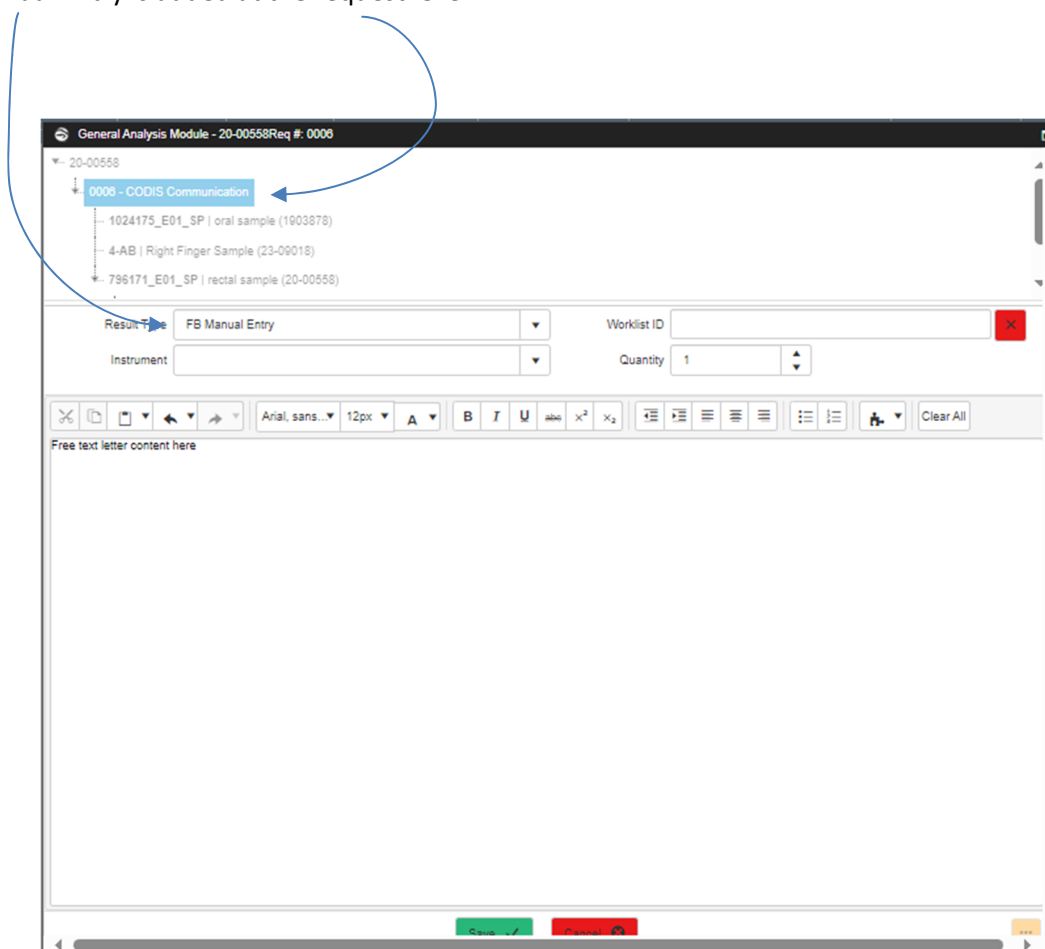 General Analysis Module - 20-00558Req #: 0006
20-00558
0006 - CODIS Communication
1024175_E01_SP | oral sample (1903878)
4-AB | Right Finger Sample (23-09018)
796171_E01_SP | rectal sample (20-00558)
Result Type FB Manual Entry Worklist ID
Instrument Quantity 1
Arial, sans... 12px A B I U abc x² x₂ Clear All
Free text letter content here
Save Cancel